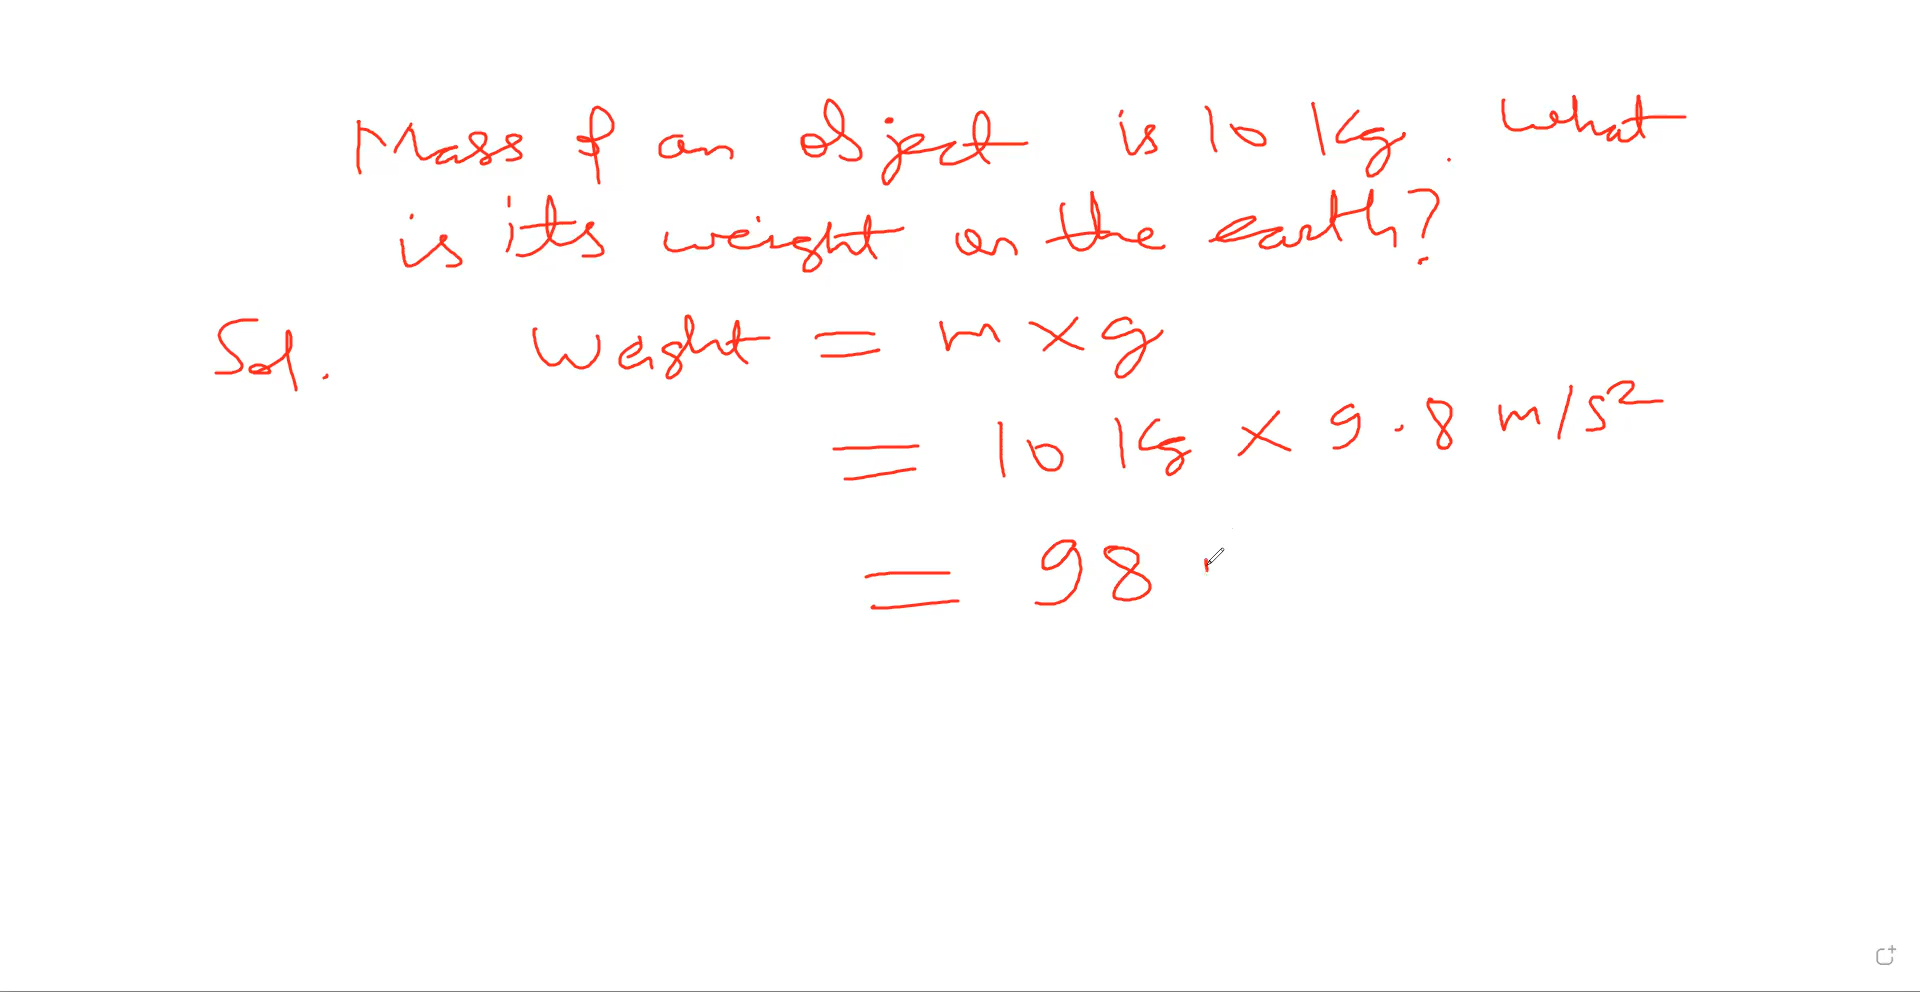 Mass of an object is 10 kg. What
is its weight on the earth?
Sol. Weight = m × g
= 10 kg × 9.8 m/s²
= 98